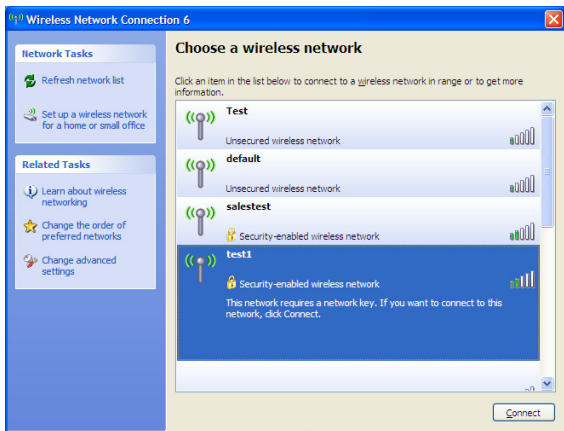 Wireless Network Connection 6
Network Tasks
Refresh network list
Set up a wireless network
for a home or small office
Related Tasks
Learn about wireless
networking
Change the order of
preferred networks
Change advanced
settings
Choose a wireless network
Click an item in the list below to connect to a wireless network in range or to get more
information.
Test
Unsecured wireless network
default
Unsecured wireless network
salestest
Security-enabled wireless network
test1
Security-enabled wireless network
This network requires a network key. If you want to connect to this
network, click Connect.
Connect